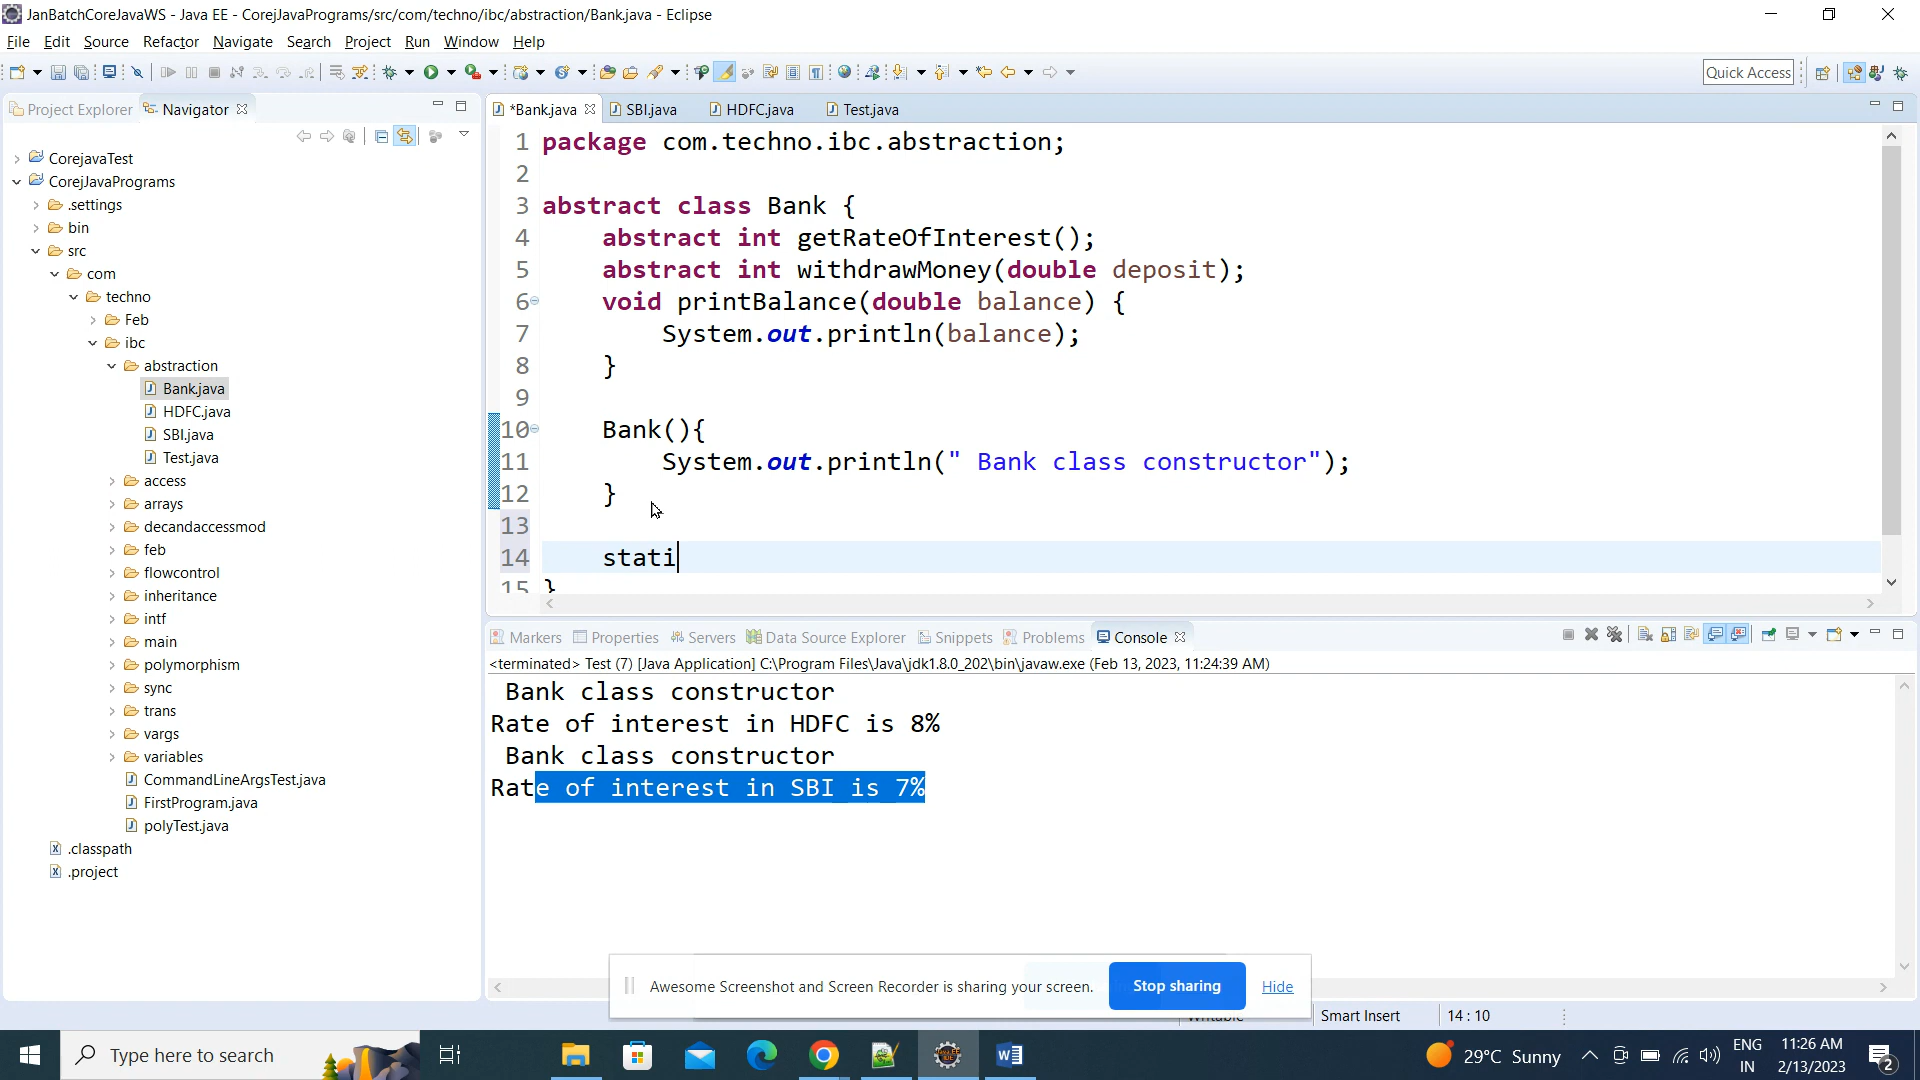 JanBatchCoreJavaWS - Java EE - CorejJavaPrograms/src/com/techno/ibc/abstraction/Bank.java - Eclipse
File Edit Source Refactor Navigate Search Project Run Window Help
Quick Access
Project Explorer Navigator
*Bank.java SBI.java HDFC.java Test.java
CorejavaTest
CorejJavaPrograms
.settings
bin
src
com
techno
Feb
ibc
abstraction
Bank.java
HDFC.java
SBI.java
Test.java
access
arrays
decandaccessmod
feb
flowcontrol
inheritance
intf
main
polymorphism
sync
trans
vargs
variables
CommandLineArgsTest.java
FirstProgram.java
polyTest.java
.classpath
.project
1 package com.techno.ibc.abstraction;
2
3 abstract class Bank {
4 abstract int getRateOfInterest();
5 abstract int withdrawMoney(double deposit);
6 void printBalance(double balance) {
7 System.out.println(balance);
8 }
9
10 Bank(){
11 System.out.println(" Bank class constructor");
12 }
13
14 stati
15 }
Markers Properties Servers Data Source Explorer Snippets Problems Console
<terminated> Test (7) [Java Application] C:\Program Files\Java\jdk1.8.0_202\bin\javaw.exe (Feb 13, 2023, 11:24:39 AM)
Bank class constructor
Rate of interest in HDFC is 8%
Bank class constructor
Rate of interest in SBI is 7%
Awesome Screenshot and Screen Recorder is sharing your screen. Stop sharing Hide
Writable Smart Insert 14 : 10
Type here to search
29°C Sunny
ENG
IN
11:26 AM
2/13/2023
2